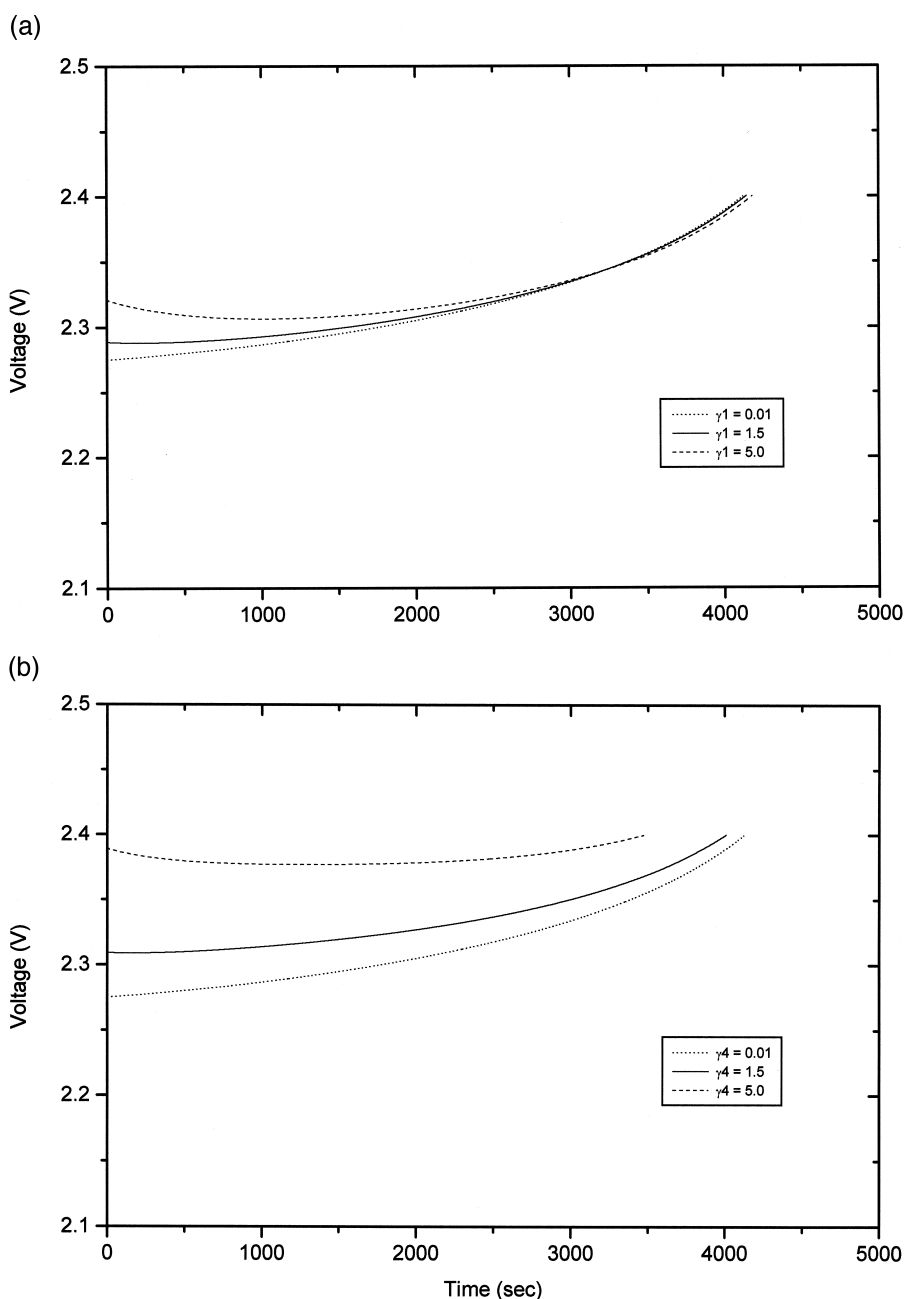 (a)
2.5
2.4
2.3
2.2
2.1
Voltage (V)
0 1000 2000 3000 4000 5000
γ1 = 0.01
γ1 = 1.5
γ1 = 5.0
(b)
2.5
2.4
2.3
2.2
2.1
Voltage (V)
0 1000 2000 3000 4000 5000
Time (sec)
γ4 = 0.01
γ4 = 1.5
γ4 = 5.0